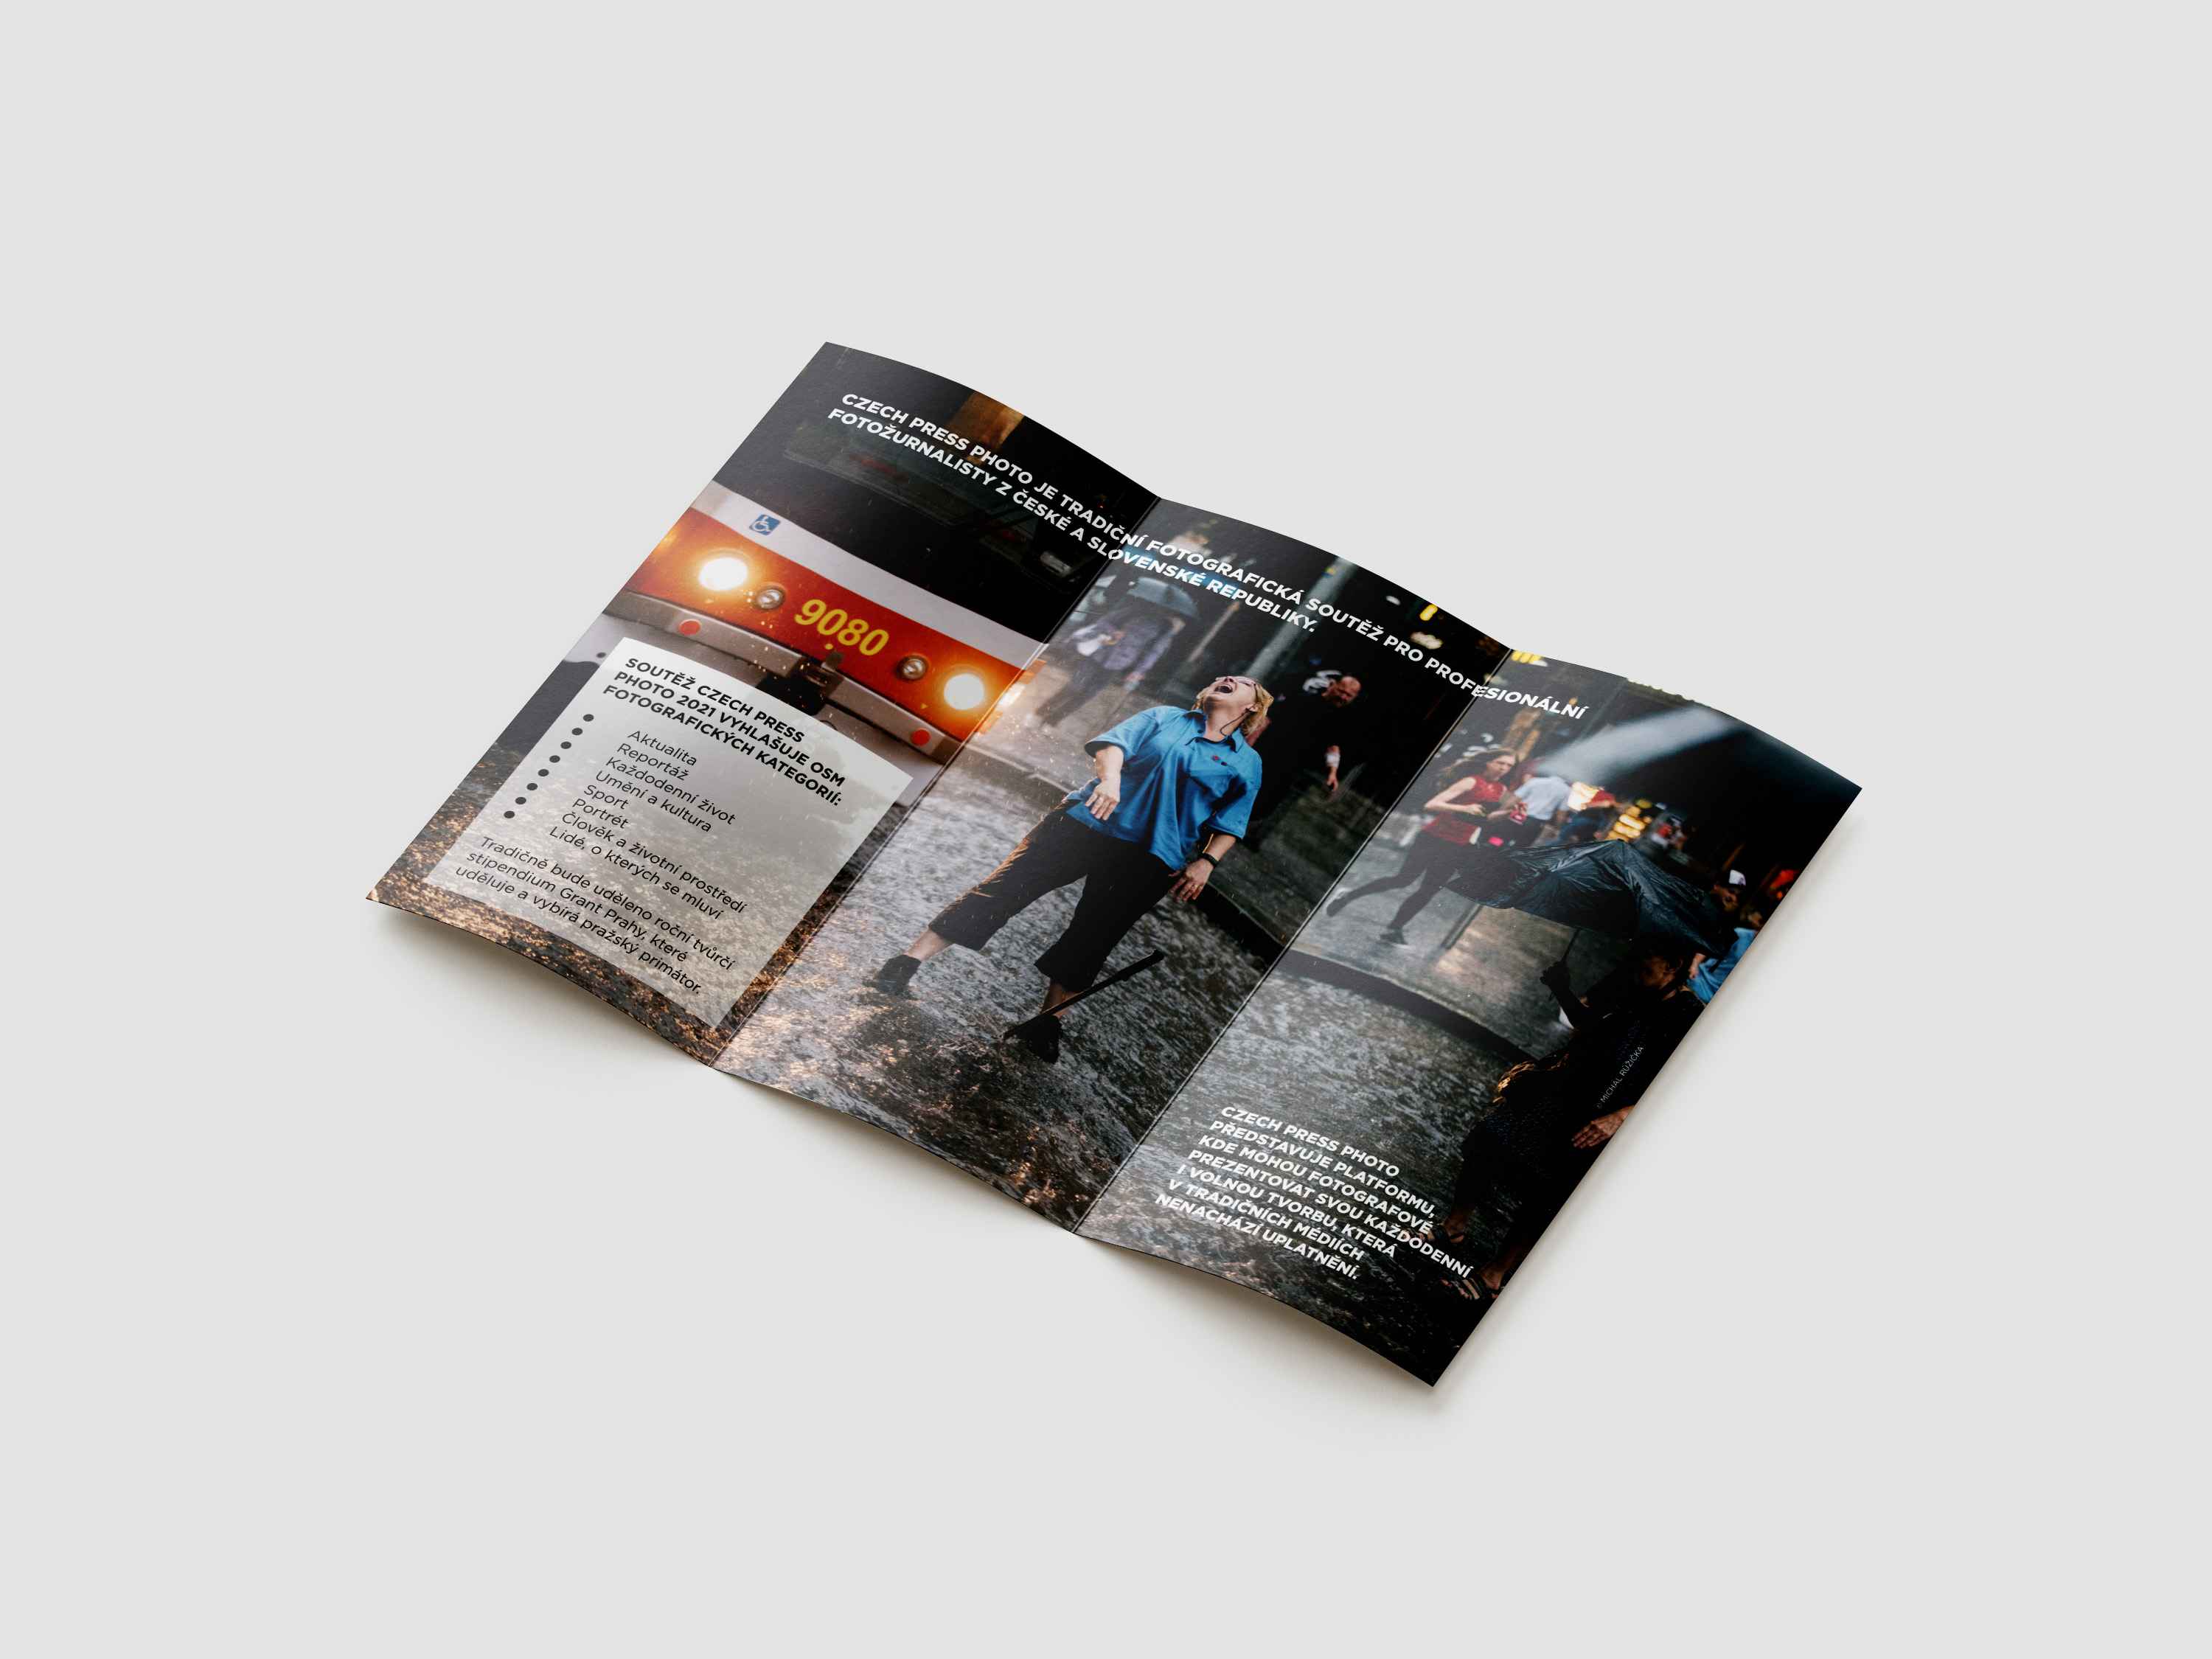 CZECH PRESS PHOTO JE TRADIČNÍ FOTOGRAFICKÁ SOUTĚŽ PRO PROFESIONÁLNÍ
FOTOŽURNALISTY Z ČESKÉ A SLOVENSKÉ REPUBLIKY.
9080
SOUTĚŽ CZECH PRESS
PHOTO 2021 VYHLAŠUJE OSM
FOTOGRAFICKÝCH KATEGORIÍ:
Aktualita
Reportáž
Každodenní život
Umění a kultura
Sport
Portrét
Člověk a životní prostředí
Lidé, o kterých se mluví
Tradičně bude uděleno roční tvůrčí
stipendium Grant Prahy, které
uděluje a vybírá pražský primátor.
© MICHAL RŮŽIČKA
CZECH PRESS PHOTO
PŘEDSTAVUJE PLATFORMU,
KDE MOHOU FOTOGRAFOVÉ
PREZENTOVAT SVOU KAŽDODENNÍ
I VOLNOU TVORBU, KTERÁ
V TRADIČNÍCH MÉDIÍCH
NENACHÁZÍ UPLATNĚNÍ.